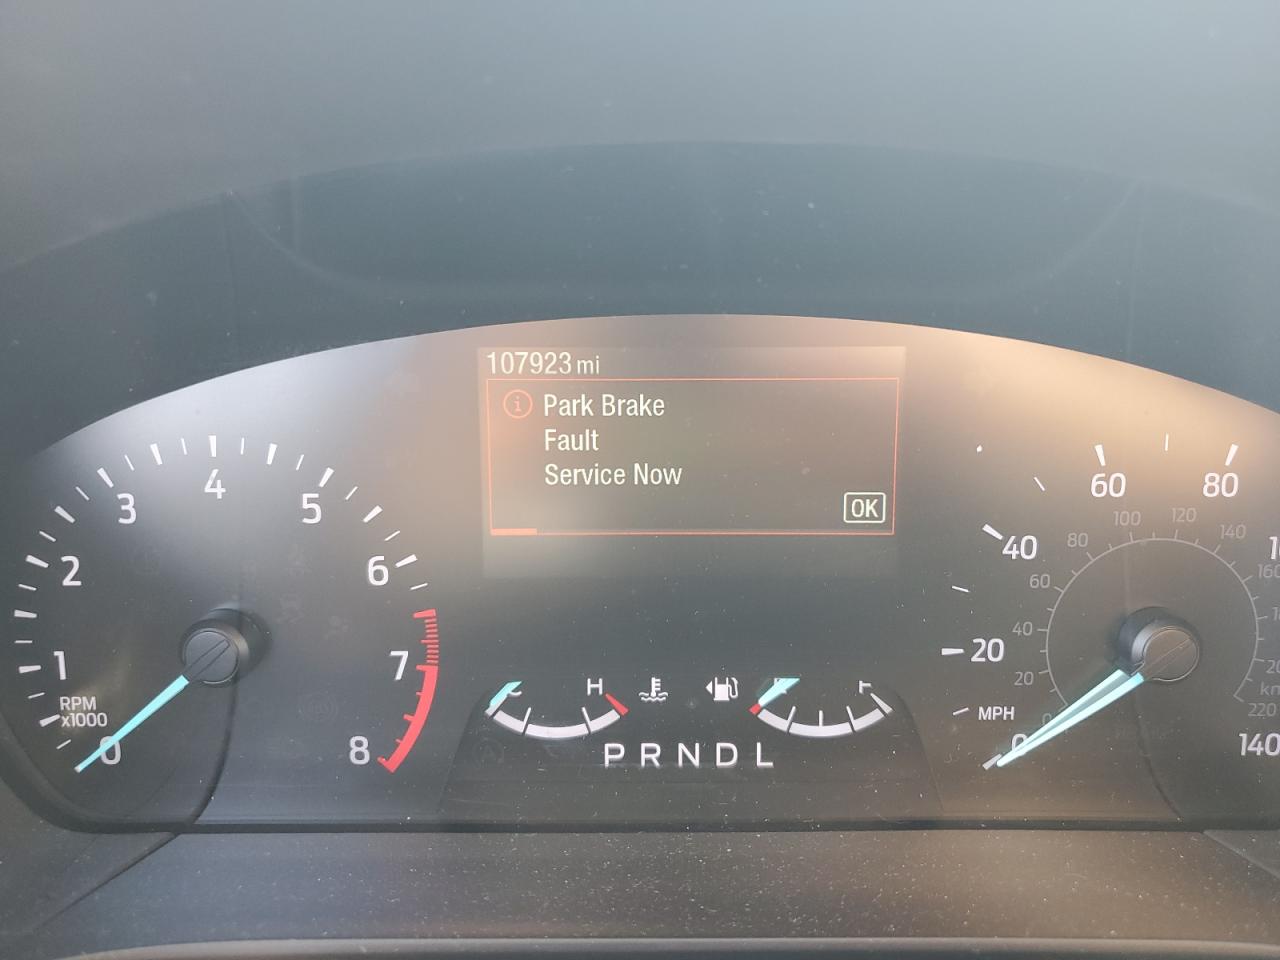 107923 mi
i Park Brake
Fault
Service Now
OK
0 1 2 3 4 5 6 7 8
RPM
x1000
H
PRNDL
0 20 40 60 80 140
MPH
20 40 60 80 100 120 140 220